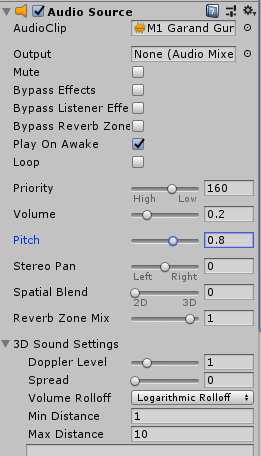 Audio Source
AudioClip M1 Garand Gun
Output None (Audio Mixe
Mute
Bypass Effects
Bypass Listener Effe
Bypass Reverb Zone
Play On Awake
Loop
Priority 160
High Low
Volume 0.2
Pitch 0.8
Stereo Pan 0
Left Right
Spatial Blend 0
2D 3D
Reverb Zone Mix 1
3D Sound Settings
Doppler Level 1
Spread 0
Volume Rolloff Logarithmic Rolloff
Min Distance 1
Max Distance 10